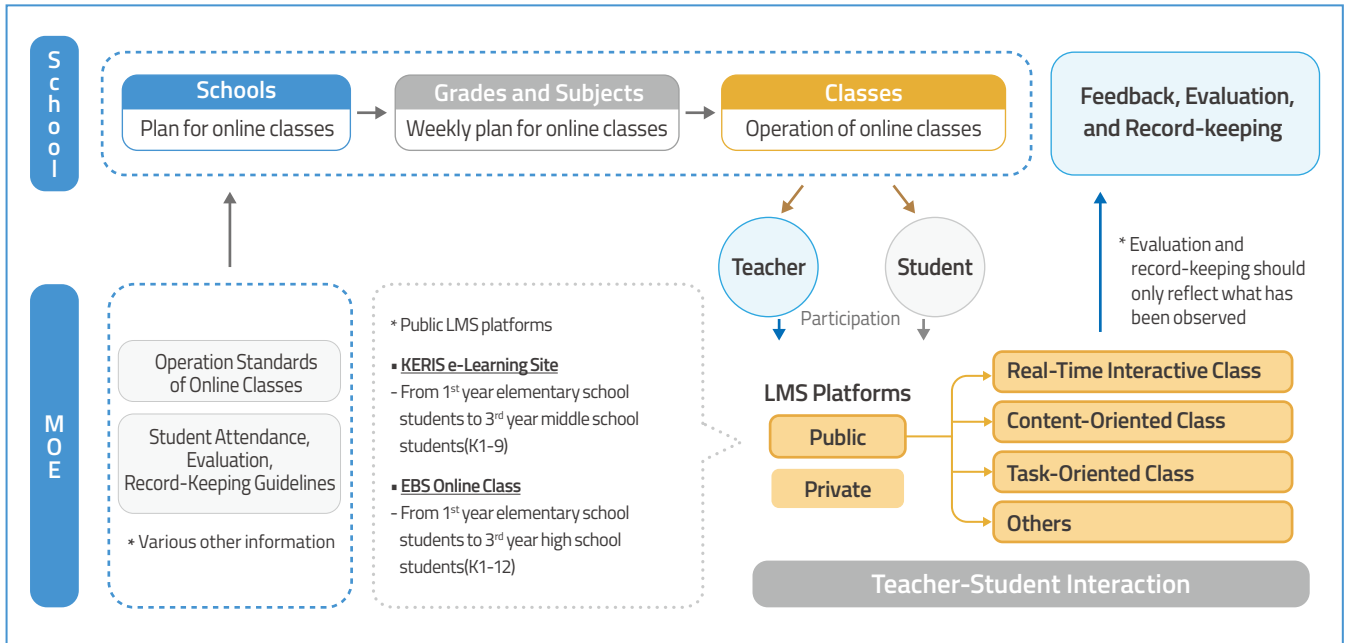 School
Schools
Plan for online classes
Grades and Subjects
Weekly plan for online classes
Classes
Operation of online classes
Feedback, Evaluation,
and Record-keeping
Teacher
Student
Participation
* Evaluation and
record-keeping should
only reflect what has
been observed
MOE
Operation Standards
of Online Classes
Student Attendance,
Evaluation,
Record-Keeping Guidelines
* Various other information
* Public LMS platforms
▪ KERIS e-Learning Site
- From 1st year elementary school
students to 3rd year middle school
students(K1-9)
▪ EBS Online Class
- From 1st year elementary school
students to 3rd year high school
students(K1-12)
LMS Platforms
Public
Private
Real-Time Interactive Class
Content-Oriented Class
Task-Oriented Class
Others
Teacher-Student Interaction